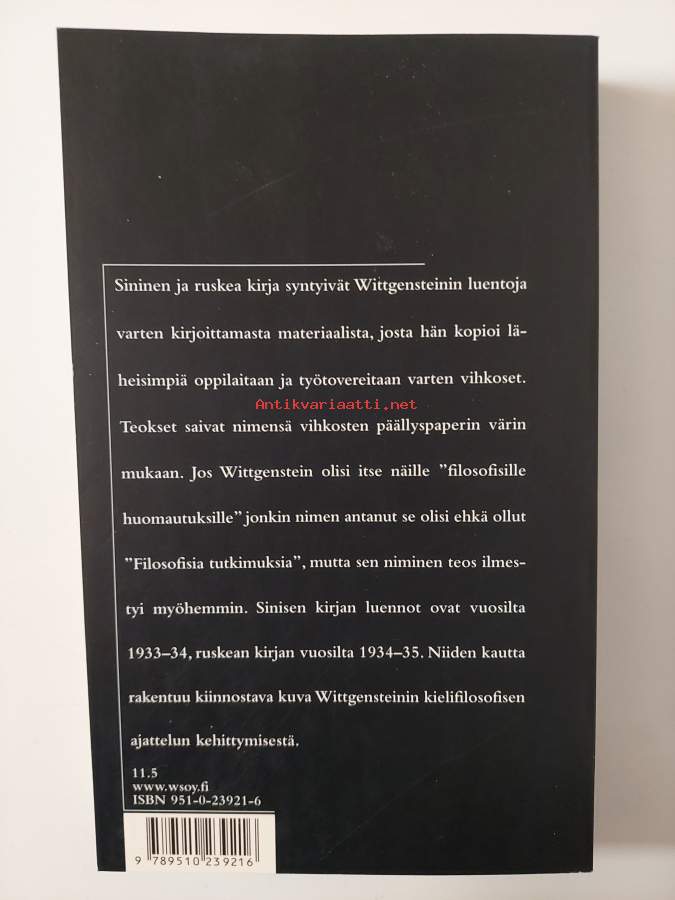 Sininen ja ruskea kirja syntyivät Wittgensteinin luentoja
varten kirjoittamasta materiaalista, josta hän kopioi lä-
heisimpiä oppilaitaan ja työtovereitaan varten vihkoset.
Antikvariaatti.net
Teokset saivat nimensä vihkosten päällyspaperin värin
mukaan. Jos Wittgenstein olisi itse näille ”filosofisille
huomautuksille” jonkin nimen antanut se olisi ehkä ollut
”Filosofisia tutkimuksia”, mutta sen niminen teos ilmes-
tyi myöhemmin. Sinisen kirjan luennot ovat vuosilta
1933–34, ruskean kirjan vuosilta 1934–35. Niiden kautta
rakentuu kiinnostava kuva Wittgensteinin kielifilosofisen
ajattelun kehittymisestä.
11.5
www.wsoy.fi
ISBN 951-0-23921-6
9 789510 239216